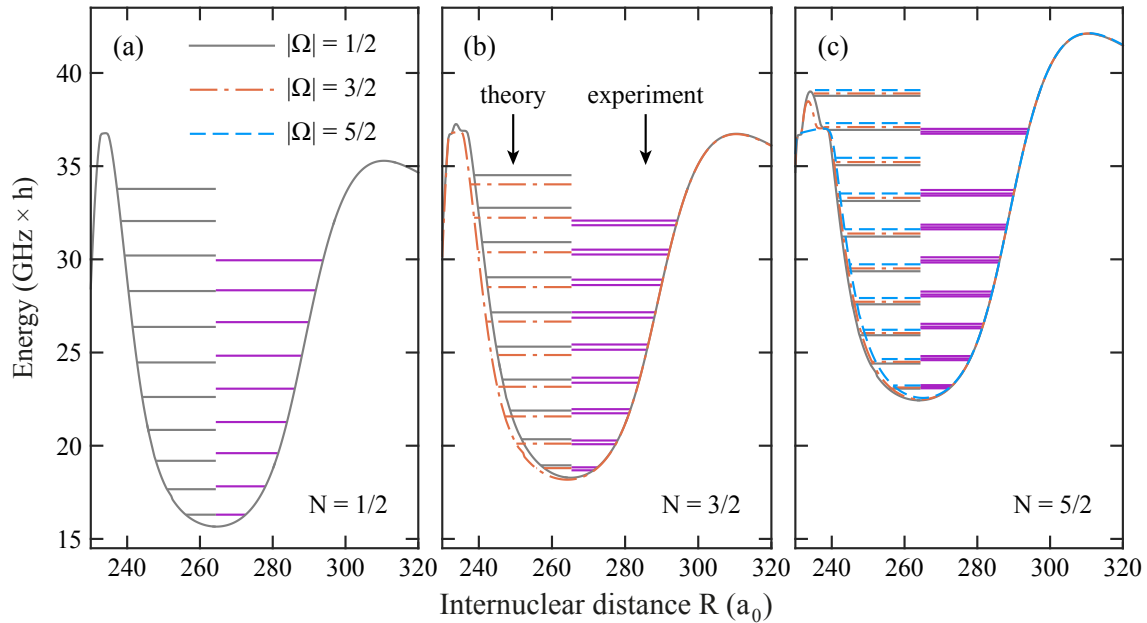 (a)
|Ω| = 1/2
|Ω| = 3/2
|Ω| = 5/2
N = 1/2
(b)
theory
experiment
N = 3/2
(c)
N = 5/2
Energy (GHz × h)
40
35
30
25
20
15
240 260 280 300 320
240 260 280 300 320
240 260 280 300 320
Internuclear distance R (a₀)